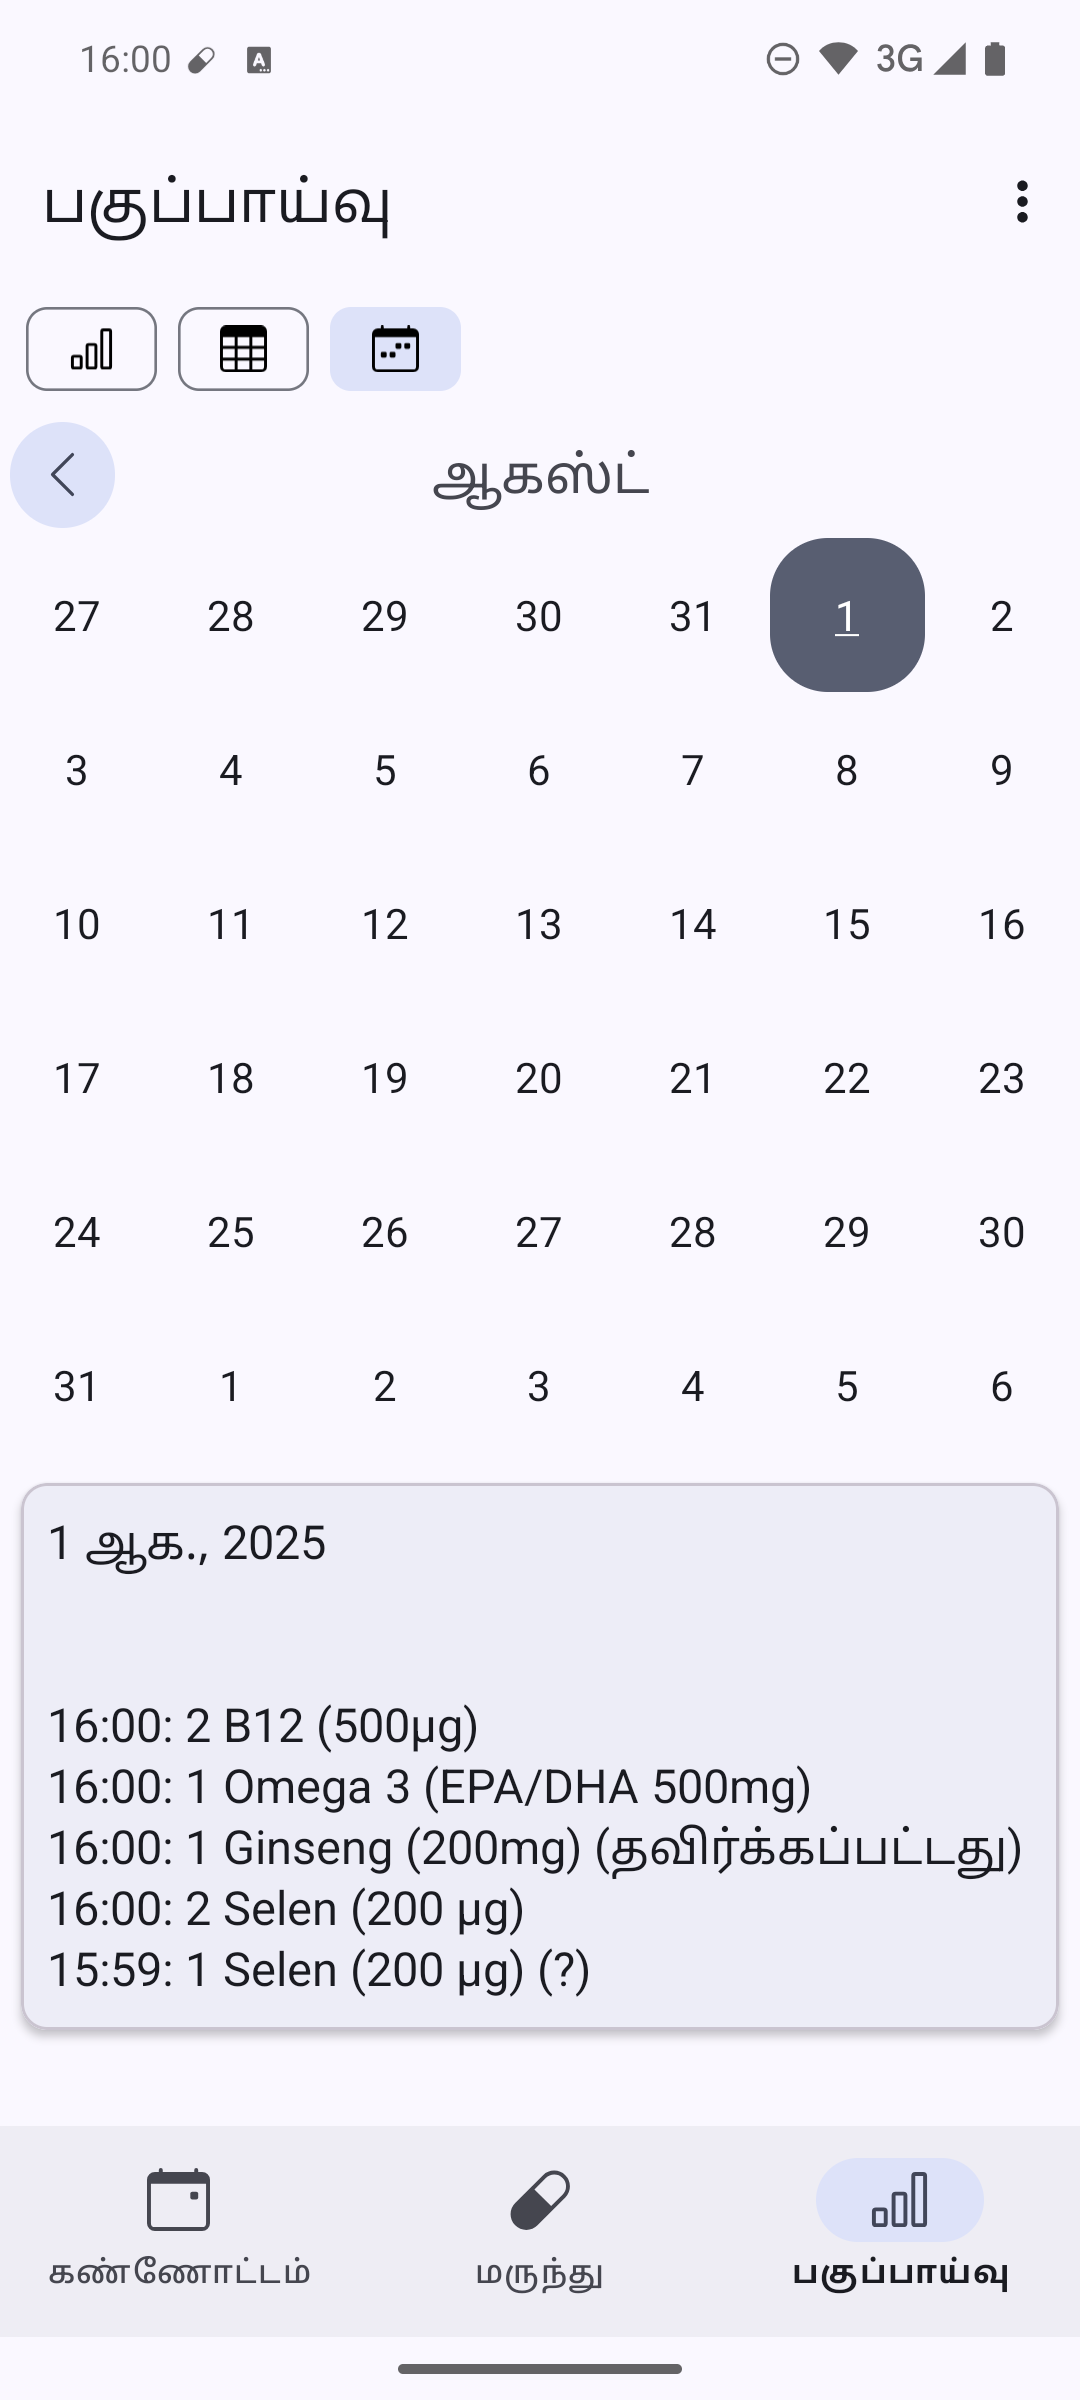 16:00
3G
பகுப்பாய்வு
ஆகஸ்ட்
27 28 29 30 31 1 2
3 4 5 6 7 8 9
10 11 12 13 14 15 16
17 18 19 20 21 22 23
24 25 26 27 28 29 30
31 1 2 3 4 5 6
1 ஆக., 2025
16:00: 2 B12 (500µg)
16:00: 1 Omega 3 (EPA/DHA 500mg)
16:00: 1 Ginseng (200mg) (தவிர்க்கப்பட்டது)
16:00: 2 Selen (200 µg)
15:59: 1 Selen (200 µg) (?)
கண்ணோட்டம்
மருந்து
பகுப்பாய்வு